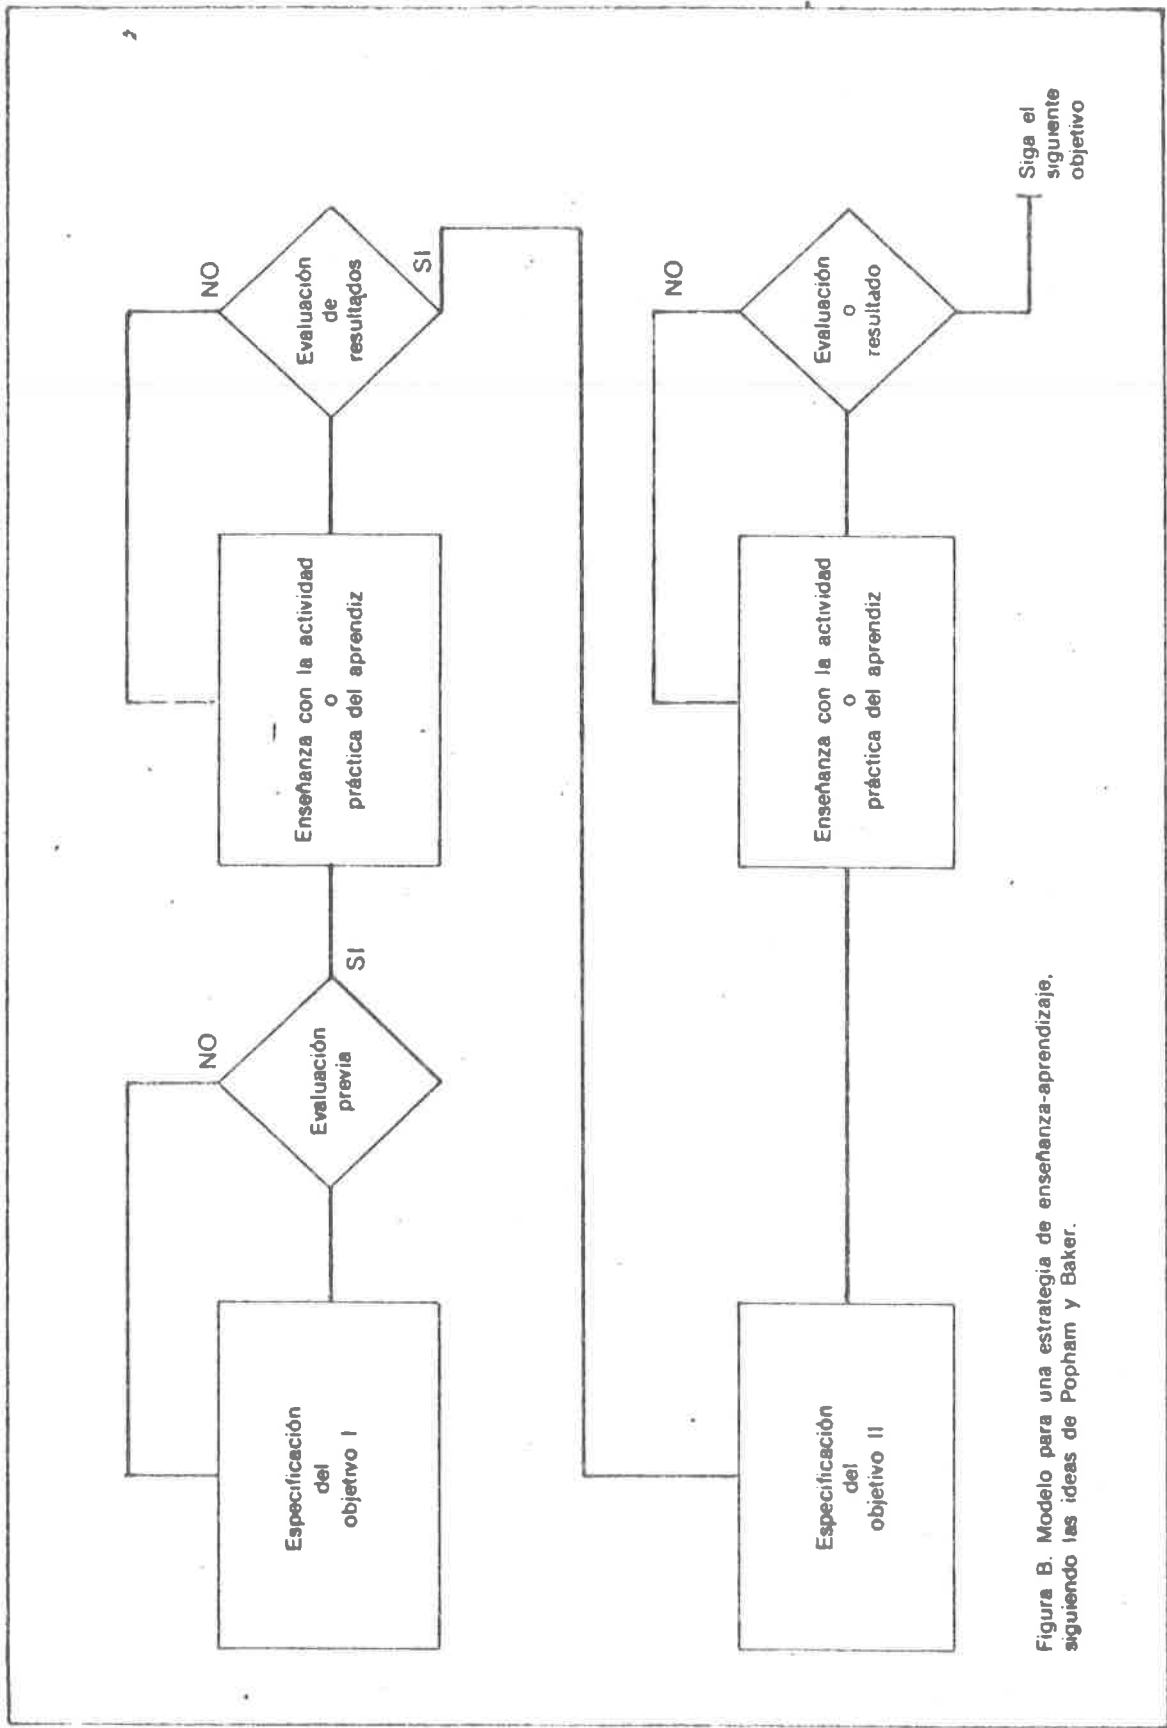 Especificación
del
objetivo I
NO
Evaluación
previa
SI
Enseñanza con la actividad
o
práctica del aprendiz
NO
Evaluación
de
resultados
SI
Especificación
del
objetivo II
Enseñanza con la actividad
o
práctica del aprendiz
NO
Evaluación
o
resultado
Siga el
siguiente
objetivo
Figura B. Modelo para una estrategia de enseñanza-aprendizaje,
siguiendo las ideas de Popham y Baker.